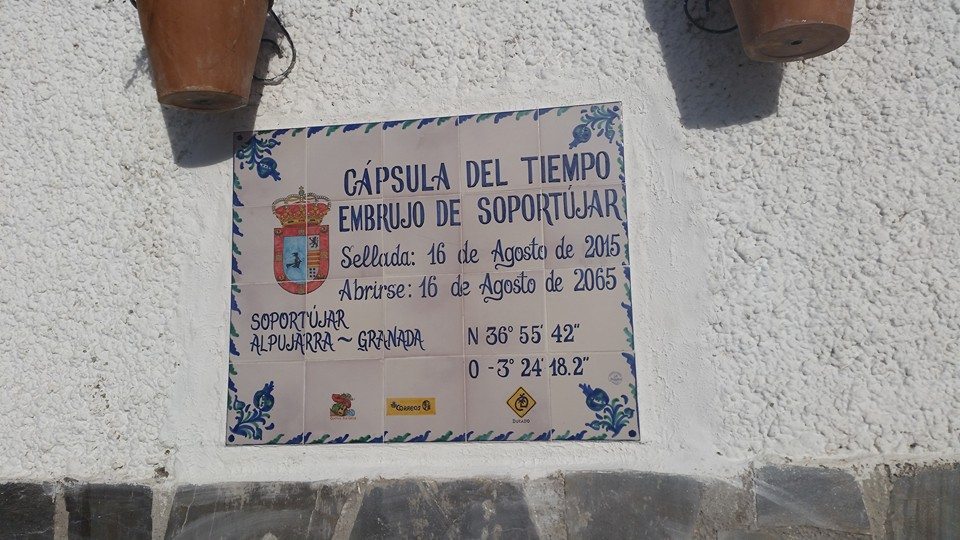 CÁPSULA DEL TIEMPO
EMBRUJO DE SOPORTÚJAR
Sellada: 16 de Agosto de 2015
Abrirse: 16 de Agosto de 2065
SOPORTÚJAR
ALPUJARRA ~ GRANADA
N 36° 55' 42"
O -3° 24' 18.2"
CORREOS
DUCADO